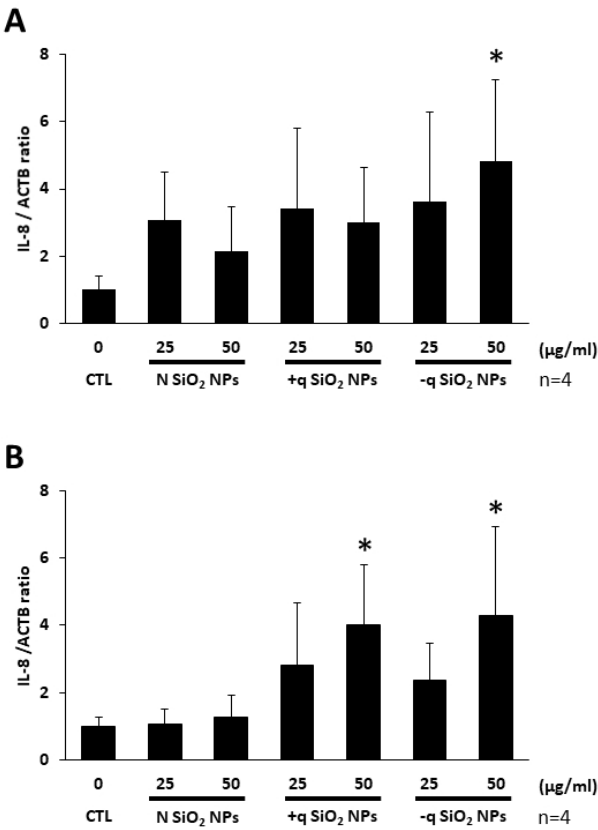 A
8
*
6
4
2
0
IL-8 / ACTB ratio
0 25 50 25 50 25 50 (µg/ml)
CTL N SiO₂ NPs +q SiO₂ NPs -q SiO₂ NPs n=4
B
8
*
*
6
4
2
0
IL-8 /ACTB ratio
0 25 50 25 50 25 50 (µg/ml)
CTL N SiO₂ NPs +q SiO₂ NPs -q SiO₂ NPs n=4